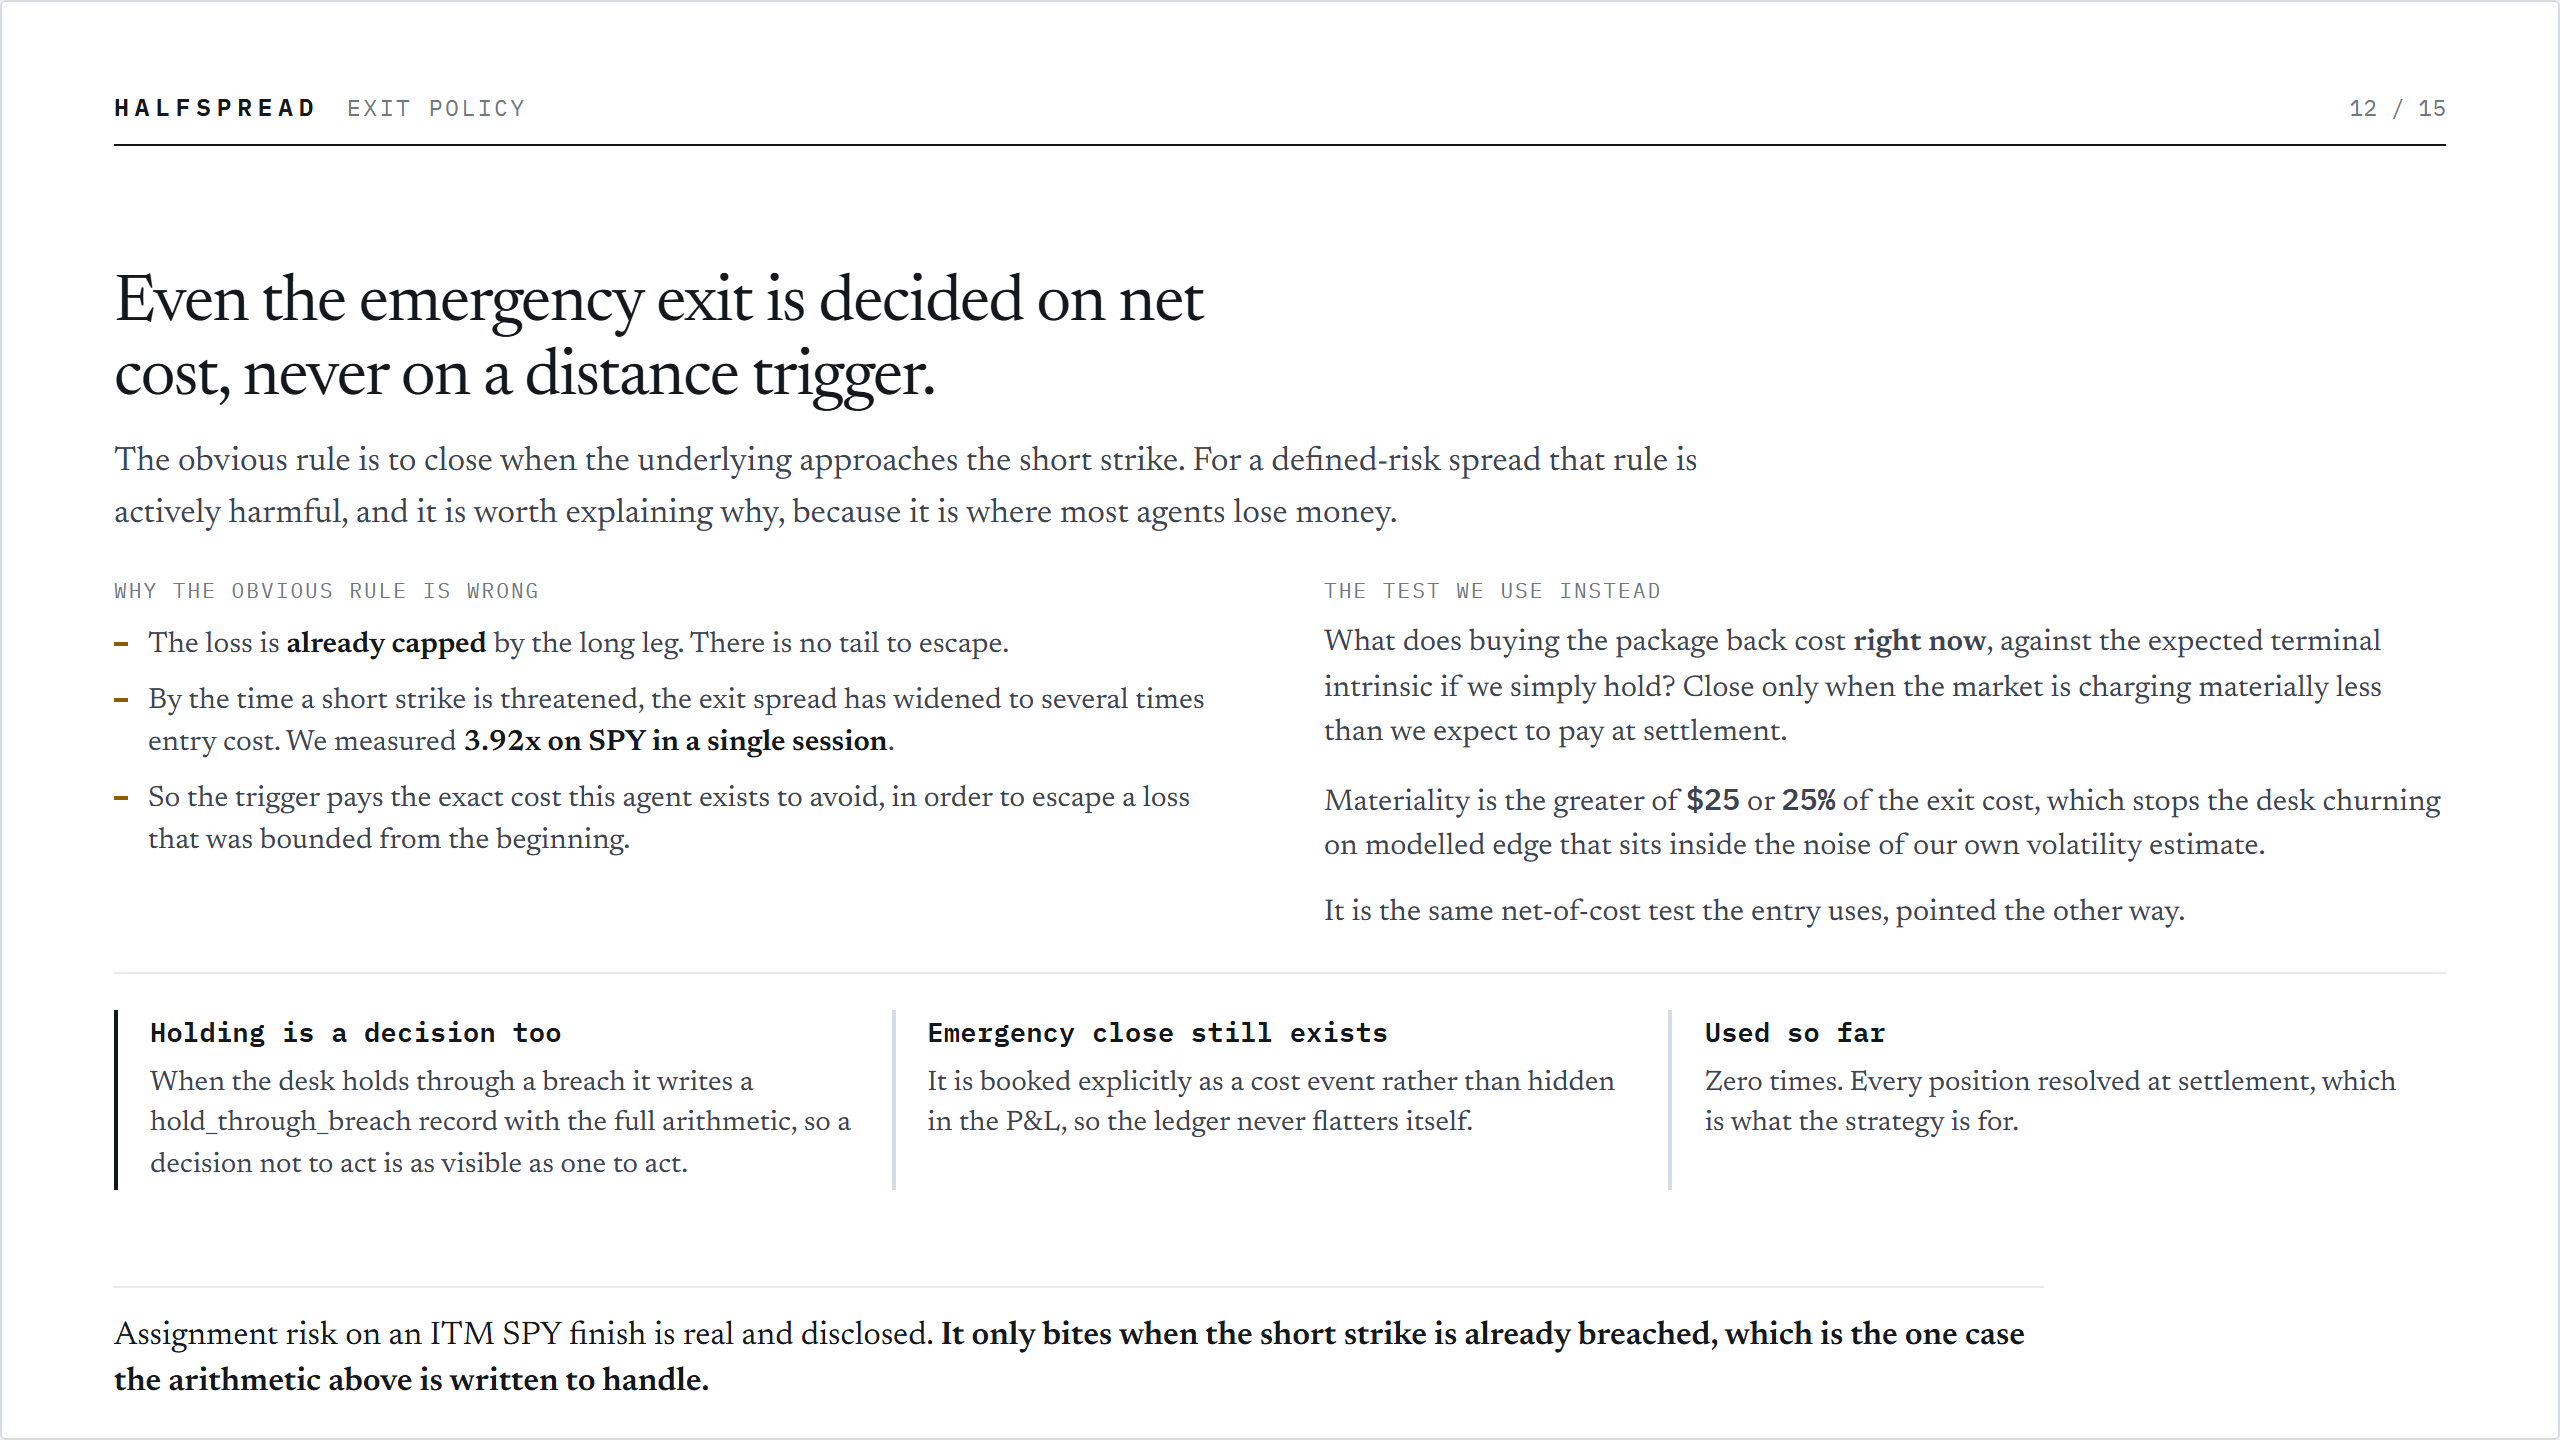 HALFSPREAD EXIT POLICY
12 / 15
Even the emergency exit is decided on net
cost, never on a distance trigger.
The obvious rule is to close when the underlying approaches the short strike. For a defined-risk spread that rule is
actively harmful, and it is worth explaining why, because it is where most agents lose money.
WHY THE OBVIOUS RULE IS WRONG
– The loss is already capped by the long leg. There is no tail to escape.
– By the time a short strike is threatened, the exit spread has widened to several times
entry cost. We measured 3.92x on SPY in a single session.
– So the trigger pays the exact cost this agent exists to avoid, in order to escape a loss
that was bounded from the beginning.
THE TEST WE USE INSTEAD
What does buying the package back cost right now, against the expected terminal
intrinsic if we simply hold? Close only when the market is charging materially less
than we expect to pay at settlement.
Materiality is the greater of $25 or 25% of the exit cost, which stops the desk churning
on modelled edge that sits inside the noise of our own volatility estimate.
It is the same net-of-cost test the entry uses, pointed the other way.
Holding is a decision too
When the desk holds through a breach it writes a
hold_through_breach record with the full arithmetic, so a
decision not to act is as visible as one to act.
Emergency close still exists
It is booked explicitly as a cost event rather than hidden
in the P&L, so the ledger never flatters itself.
Used so far
Zero times. Every position resolved at settlement, which
is what the strategy is for.
Assignment risk on an ITM SPY finish is real and disclosed. It only bites when the short strike is already breached, which is the one case
the arithmetic above is written to handle.